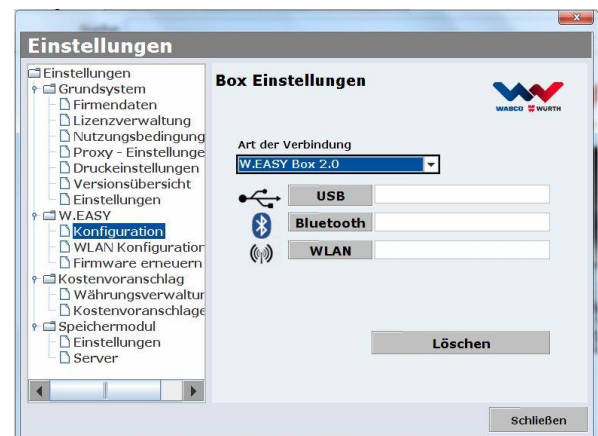 Einstellungen
Einstellungen
Grundsystem
Firmendaten
Lizenzverwaltung
Nutzungsbedingung
Proxy - Einstellunge
Druckeinstellungen
Versionsübersicht
Einstellungen
W.EASY
Konfiguration
WLAN Konfiguration
Firmware erneuern
Kostenvoranschlag
Währungsverwaltur
Kostenvoranschlage
Speichermodul
Einstellungen
Server
Box Einstellungen
WABCO WÜRTH
Art der Verbindung
W.EASY Box 2.0
USB
Bluetooth
WLAN
Löschen
Schließen